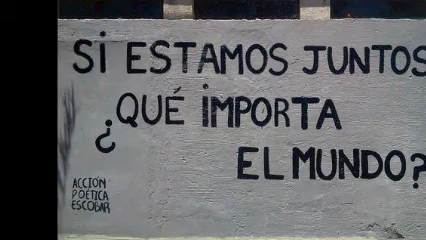 SI ESTAMOS JUNTOS
¿QUÉ IMPORTA
EL MUNDO?
ACCIÓN
POÉTICA
ESCOBAR